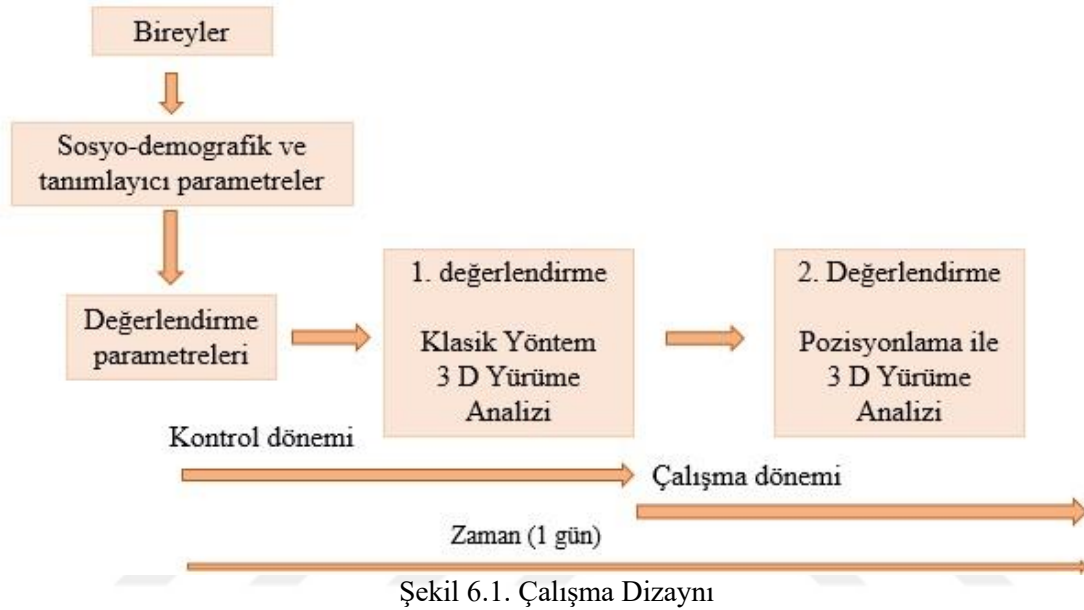 Bireyler
Sosyo-demografik ve
tanımlayıcı parametreler
Değerlendirme
parametreleri
1. değerlendirme
Klasik Yöntem
3 D Yürüme
Analizi
2. Değerlendirme
Pozisyonlama ile
3 D Yürüme
Analizi
Kontrol dönemi
Çalışma dönemi
Zaman (1 gün)
Şekil 6.1. Çalışma Dizaynı